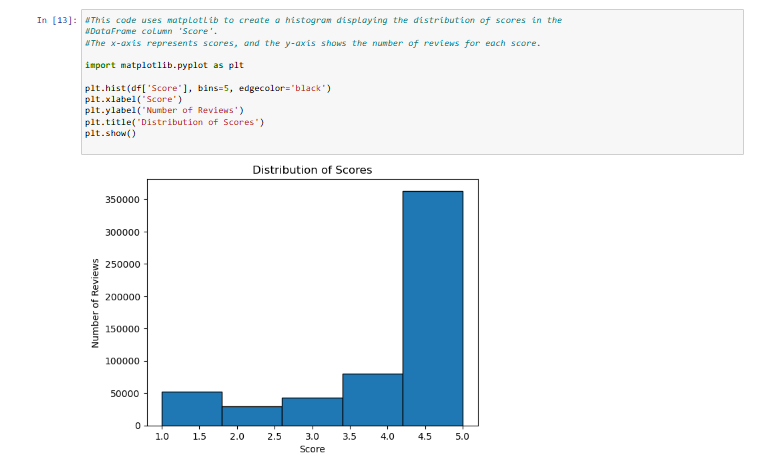 In [13]: #This code uses matplotlib to create a histogram displaying the distribution of scores in the
#DataFrame column 'Score'.
#The x-axis represents scores, and the y-axis shows the number of reviews for each score.
import matplotlib.pyplot as plt
plt.hist(df['Score'], bins=5, edgecolor='black')
plt.xlabel('Score')
plt.ylabel('Number of Reviews')
plt.title('Distribution of Scores')
plt.show()
Distribution of Scores
Number of Reviews
350000
300000
250000
200000
150000
100000
50000
0
1.0 1.5 2.0 2.5 3.0 3.5 4.0 4.5 5.0
Score